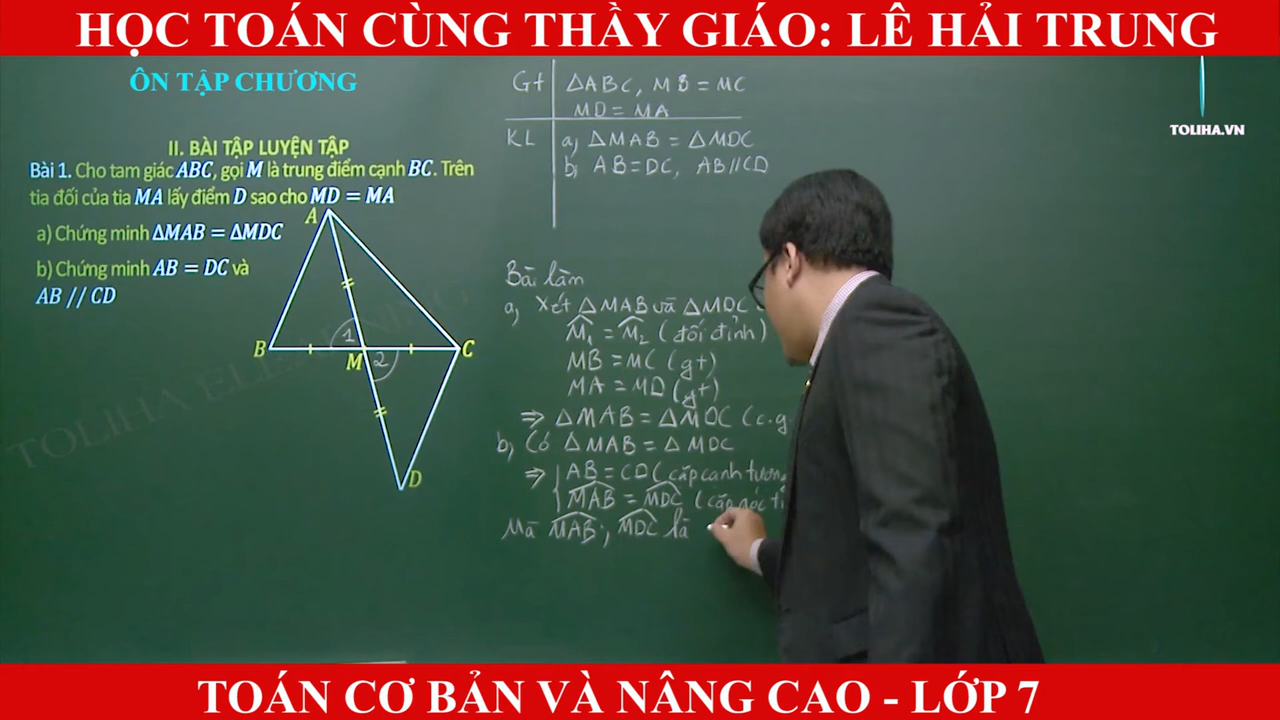 HỌC TOÁN CÙNG THẦY GIÁO: LÊ HẢI TRUNG
ÔN TẬP CHƯƠNG
TOLIHA.VN
II. BÀI TẬP LUYỆN TẬP
Bài 1. Cho tam giác ABC, gọi M là trung điểm cạnh BC. Trên
tia đối của tia MA lấy điểm D sao cho MD = MA
a) Chứng minh ΔMAB = ΔMDC
b) Chứng minh AB = DC và
AB // CD
A
B
M
C
D
1
2
TOLIHA ELEARNING
Gt ΔABC, MB = MC
MD = MA
KL a, ΔMAB = ΔMDC
b, AB = DC, AB // CD
Bài làm
a, Xét ΔMAB và ΔMDC
M̂₁ = M̂₂ (đối đỉnh)
MB = MC (gt)
MA = MD (gt)
⇒ ΔMAB = ΔMDC (c.g
b, Có ΔMAB = ΔMDC
⇒ AB = CD (cặp cạnh tương
MAB = MDC (cặp góc
Mà MAB; MDC là
TOÁN CƠ BẢN VÀ NÂNG CAO - LỚP 7